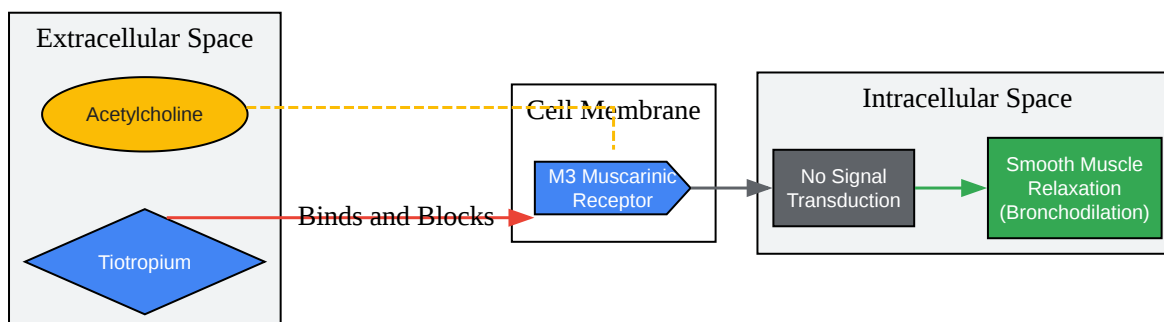 Extracellular Space
Acetylcholine
Tiotropium
Binds and Blocks
Cell Membrane
M3 Muscarinic
Receptor
Intracellular Space
No Signal
Transduction
Smooth Muscle
Relaxation
(Bronchodilation)